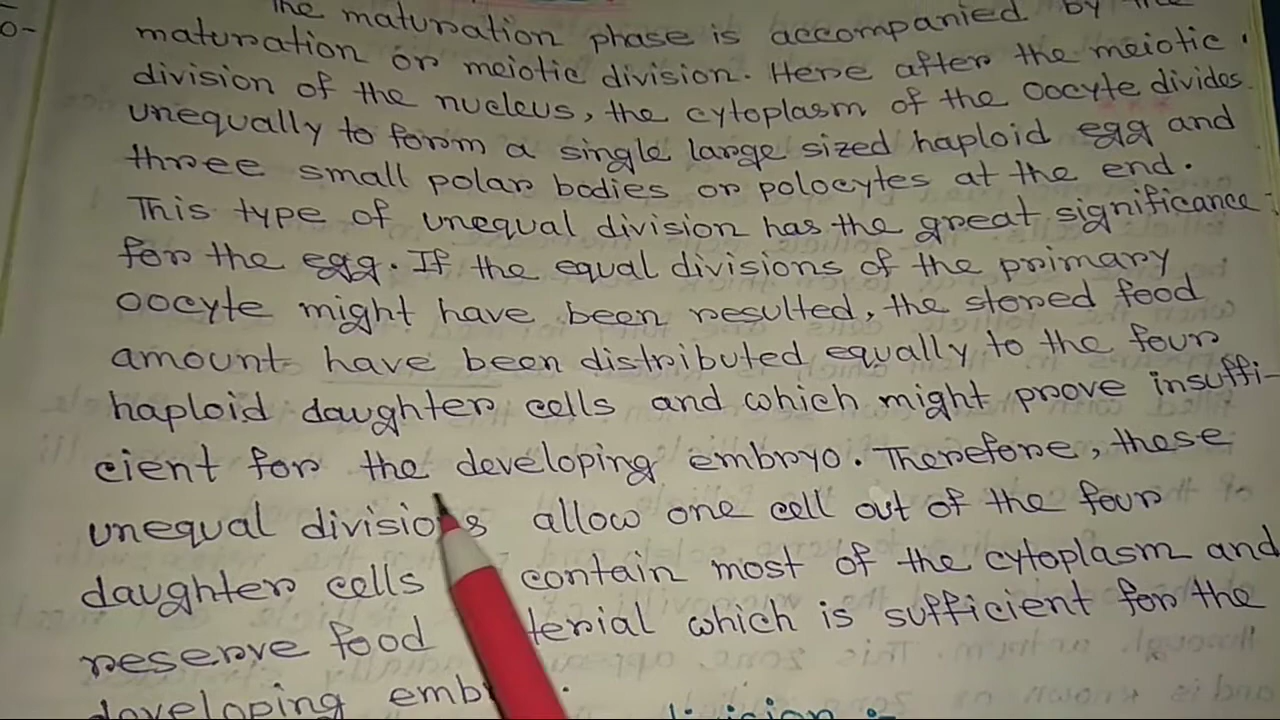 The maturation phase is accompanied by the
maturation or meiotic division. Here after the meiotic
division of the nucleus, the cytoplasm of the oocyte divides
unequally to form a single large sized haploid egg and
three small polar bodies or polocytes at the end.
This type of unequal division has the great significance
for the egg. If the equal divisions of the primary
oocyte might have been resulted, the stored food
amount have been distributed equally to the four
haploid daughter cells and which might prove insuffi-
cient for the developing embryo. Therefore, these
unequal divisions allow one cell out of the four
daughter cells contain most of the cytoplasm and
reserve food which is sufficient for the
developing
division :-